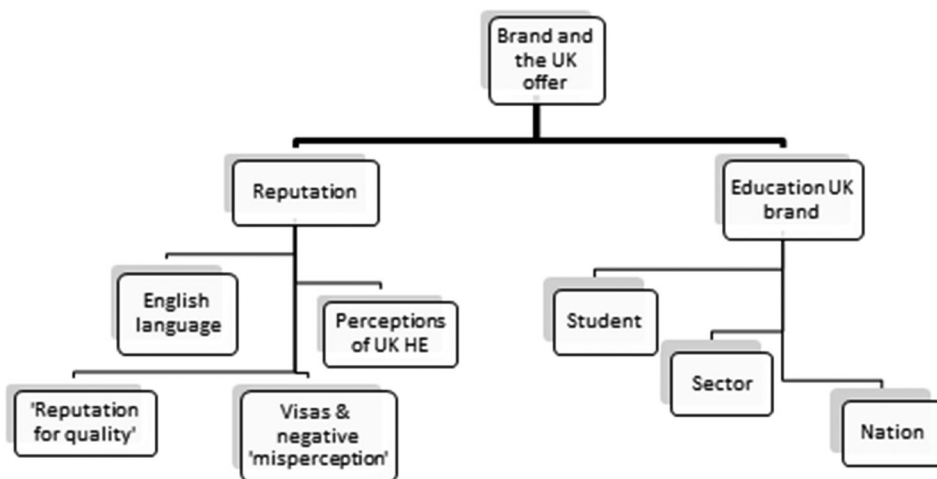 Brand and
the UK
offer
Reputation
Education UK
brand
English
language
Perceptions
of UK HE
Student
Sector
'Reputation
for quality'
Visas &
negative
'misperception'
Nation